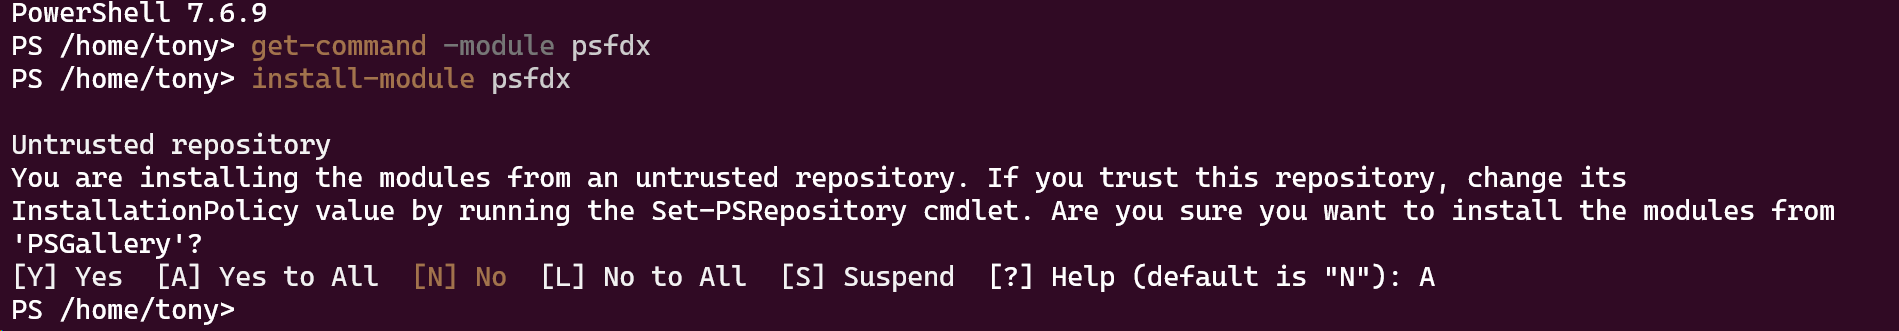 PowerShell 7.6.9
PS /home/tony> get-command -module psfdx
PS /home/tony> install-module psfdx
Untrusted repository
You are installing the modules from an untrusted repository. If you trust this repository, change its
InstallationPolicy value by running the Set-PSRepository cmdlet. Are you sure you want to install the modules from
'PSGallery'?
[Y] Yes  [A] Yes to All  [N] No  [L] No to All  [S] Suspend  [?] Help (default is "N"): A
PS /home/tony>